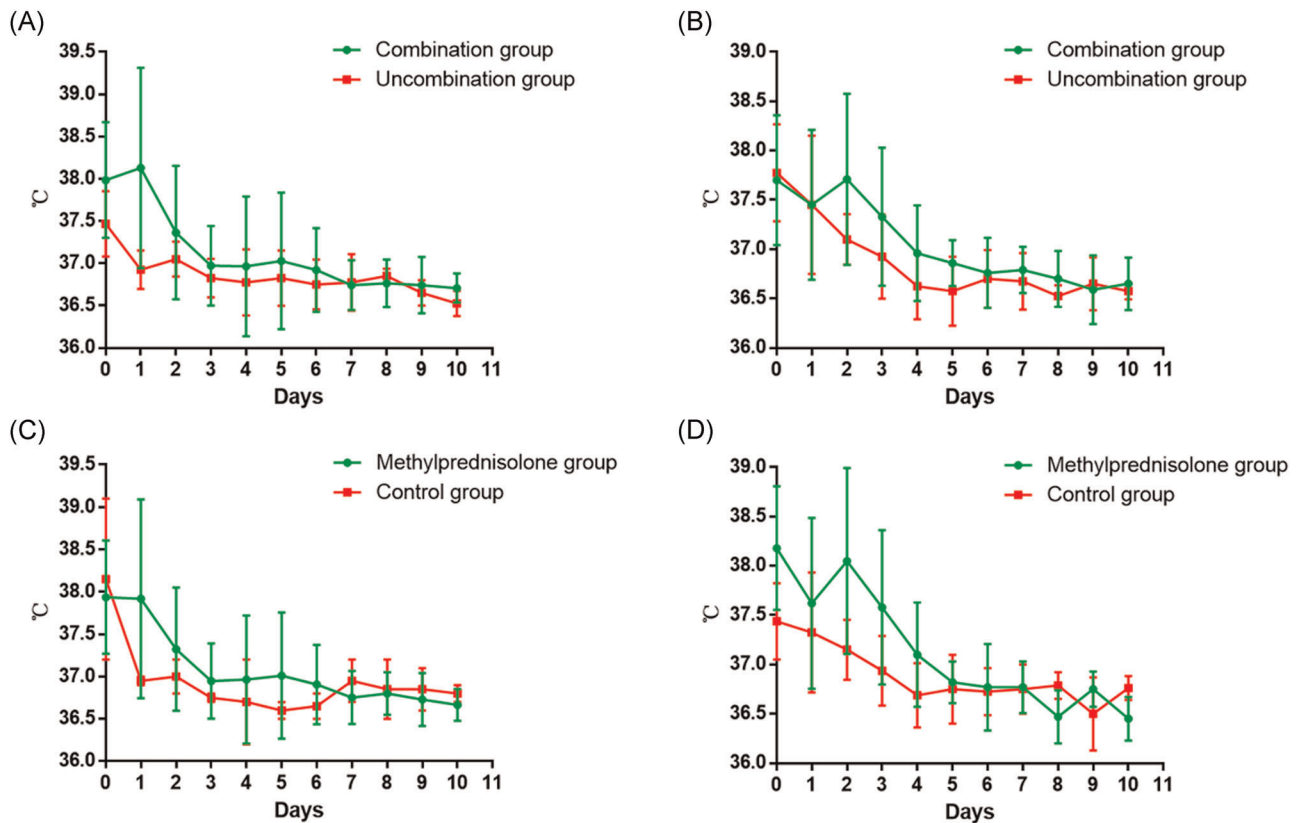 (A)
39.5
39.0
38.5
38.0
37.5
37.0
36.5
36.0
℃
Combination group
Uncombination group
0 1 2 3 4 5 6 7 8 9 10 11
Days
(B)
39.0
38.5
38.0
37.5
37.0
36.5
36.0
℃
Combination group
Uncombination group
0 1 2 3 4 5 6 7 8 9 10 11
Days
(C)
39.5
39.0
38.5
38.0
37.5
37.0
36.5
36.0
℃
Methylprednisolone group
Control group
0 1 2 3 4 5 6 7 8 9 10 11
Days
(D)
39.0
38.5
38.0
37.5
37.0
36.5
36.0
℃
Methylprednisolone group
Control group
0 1 2 3 4 5 6 7 8 9 10 11
Days